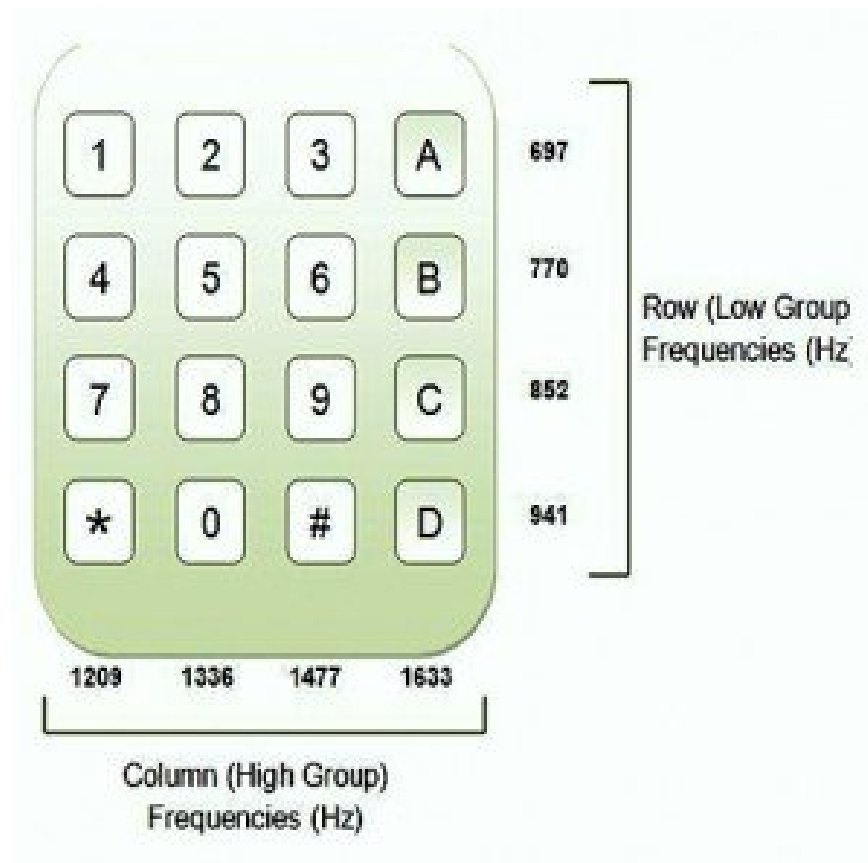 1 2 3 A 697
4 5 6 B 770
Row (Low Group
Frequencies (Hz
7 8 9 C 852
* 0 # D 941
1209 1336 1477 1633
Column (High Group)
Frequencies (Hz)